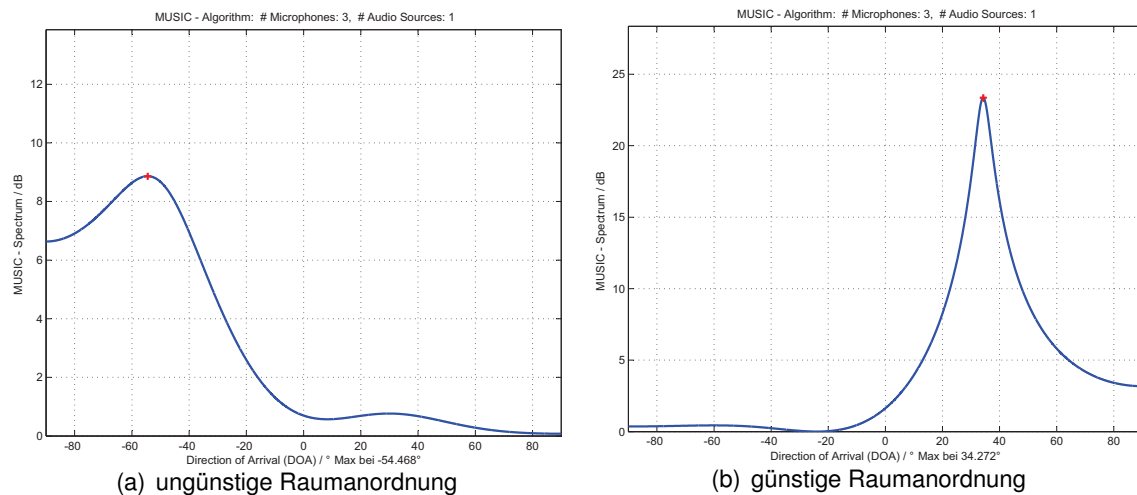 MUSIC - Algorithm: # Microphones: 3, # Audio Sources: 1
12
10
8
6
4
2
0
MUSIC - Spectrum / dB
-80 -60 -40 -20 0 20 40 60 80
Direction of Arrival (DOA) / ° Max bei -54.468°
(a) ungünstige Raumanordnung
MUSIC - Algorithm: # Microphones: 3, # Audio Sources: 1
25
20
15
10
5
0
MUSIC - Spectrum / dB
-80 -60 -40 -20 0 20 40 60 80
Direction of Arrival (DOA) / ° Max bei 34.272°
(b) günstige Raumanordnung